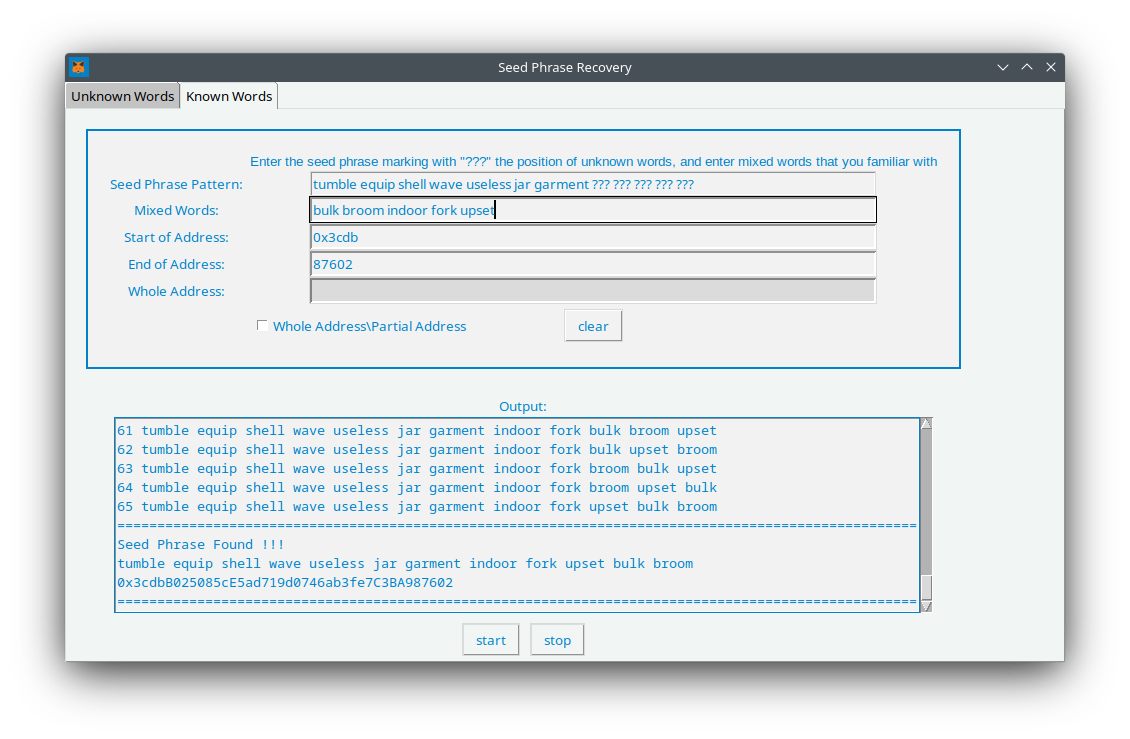 Seed Phrase Recovery
Unknown Words Known Words
Enter the seed phrase marking with "???" the position of unknown words, and enter mixed words that you familiar with
Seed Phrase Pattern: tumble equip shell wave useless jar garment ??? ??? ??? ??? ???
Mixed Words: bulk broom indoor fork upset
Start of Address: 0x3cdb
End of Address: 87602
Whole Address:
Whole Address\Partial Address clear
Output:
61 tumble equip shell wave useless jar garment indoor fork bulk broom upset
62 tumble equip shell wave useless jar garment indoor fork bulk upset broom
63 tumble equip shell wave useless jar garment indoor fork broom bulk upset
64 tumble equip shell wave useless jar garment indoor fork broom upset bulk
65 tumble equip shell wave useless jar garment indoor fork upset bulk broom
====================================================================================================
Seed Phrase Found !!!
tumble equip shell wave useless jar garment indoor fork upset bulk broom
0x3cdbB025085cE5ad719d0746ab3fe7C3BA987602
====================================================================================================
start stop